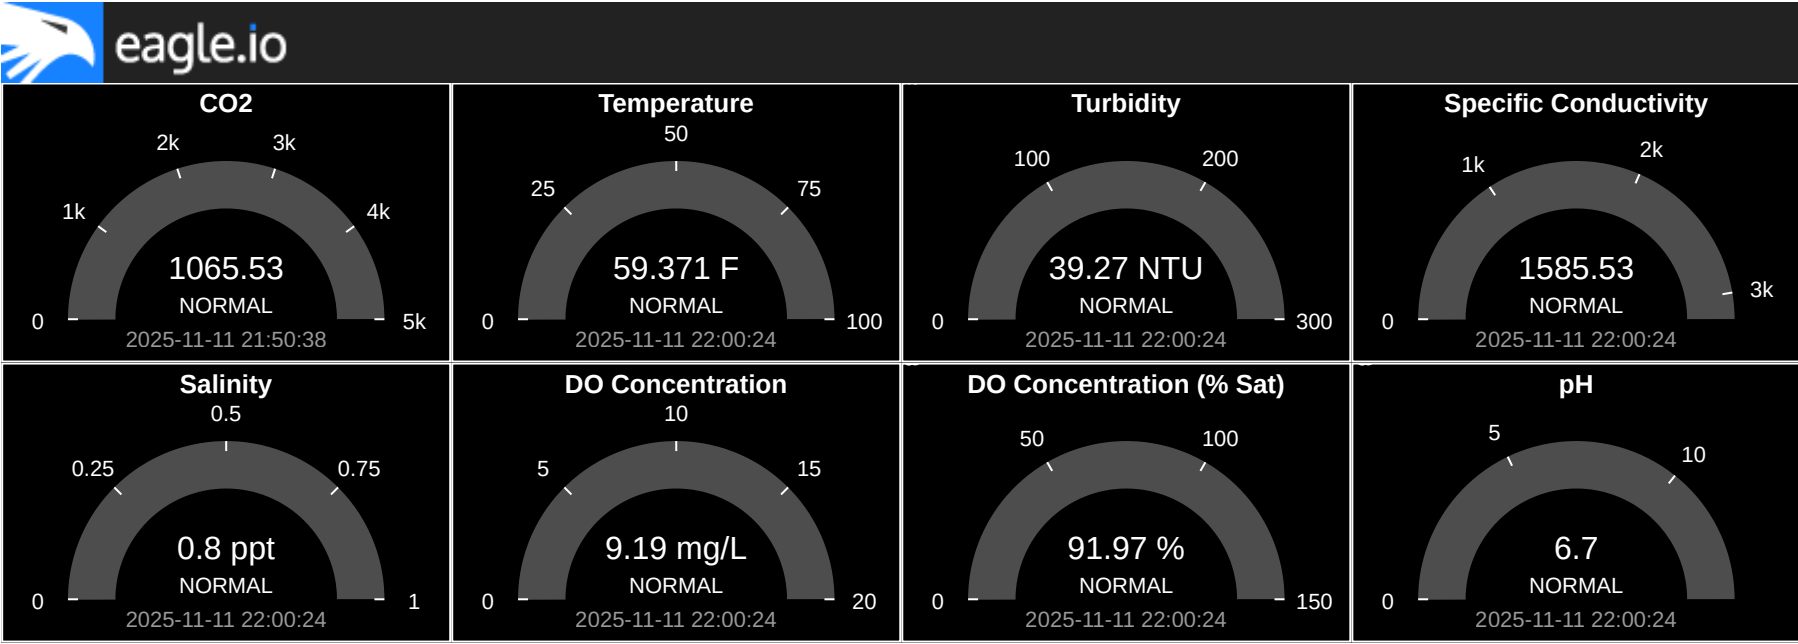 eagle.io
CO2
2k
3k
1k
4k
1065.53
NORMAL
0
5k
2025-11-11 21:50:38
Temperature
50
25
75
59.371 F
NORMAL
0
100
2025-11-11 22:00:24
Turbidity
100
200
39.27 NTU
NORMAL
0
300
2025-11-11 22:00:24
Specific Conductivity
2k
1k
1585.53
3k
NORMAL
0
2025-11-11 22:00:24
Salinity
0.5
0.25
0.75
0.8 ppt
NORMAL
0
1
2025-11-11 22:00:24
DO Concentration
10
5
15
9.19 mg/L
NORMAL
0
20
2025-11-11 22:00:24
DO Concentration (% Sat)
50
100
91.97 %
NORMAL
0
150
2025-11-11 22:00:24
pH
5
10
6.7
NORMAL
0
2025-11-11 22:00:24